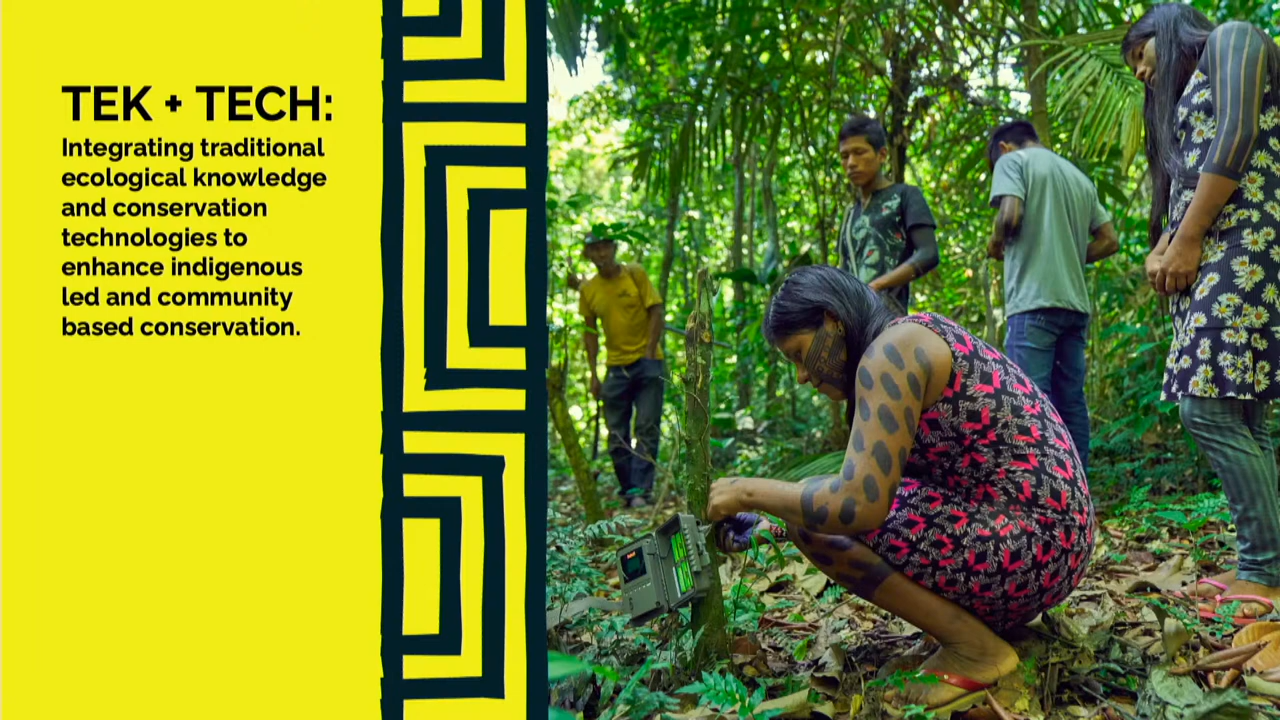 TEK + TECH:
Integrating traditional
ecological knowledge
and conservation
technologies to
enhance indigenous
led and community
based conservation.